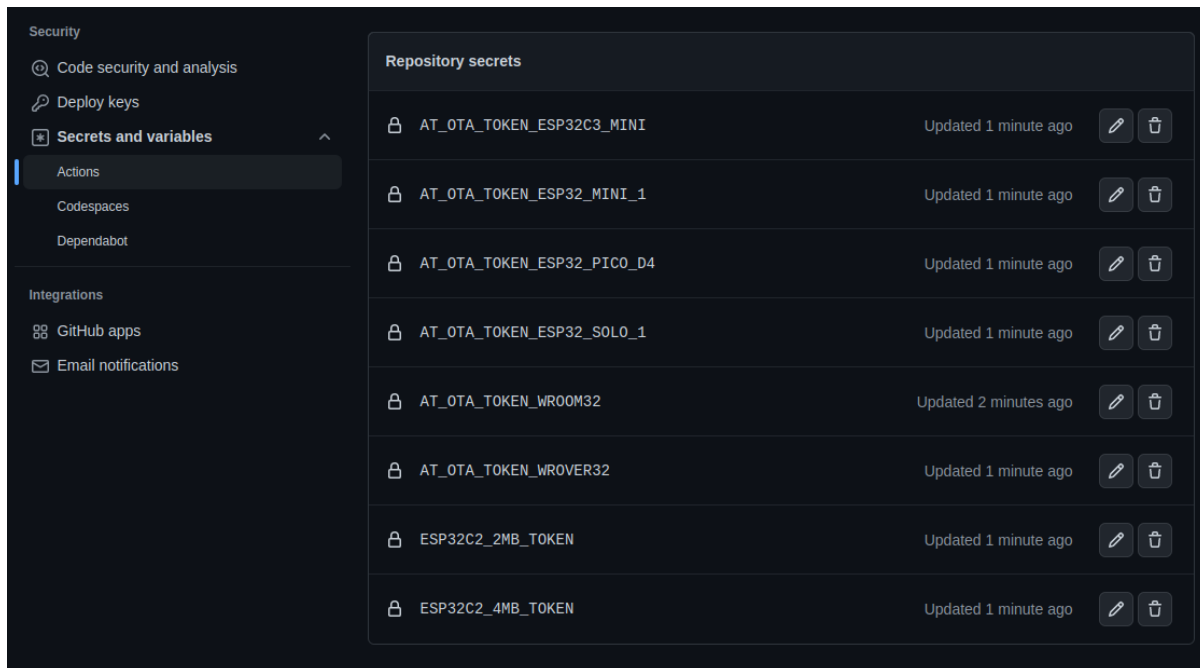 Security
Code security and analysis
Deploy keys
Secrets and variables
Actions
Codespaces
Dependabot
Integrations
GitHub apps
Email notifications
Repository secrets
AT_OTA_TOKEN_ESP32C3_MINI Updated 1 minute ago
AT_OTA_TOKEN_ESP32_MINI_1 Updated 1 minute ago
AT_OTA_TOKEN_ESP32_PICO_D4 Updated 1 minute ago
AT_OTA_TOKEN_ESP32_SOLO_1 Updated 1 minute ago
AT_OTA_TOKEN_WROOM32 Updated 2 minutes ago
AT_OTA_TOKEN_WROVER32 Updated 1 minute ago
ESP32C2_2MB_TOKEN Updated 1 minute ago
ESP32C2_4MB_TOKEN Updated 1 minute ago